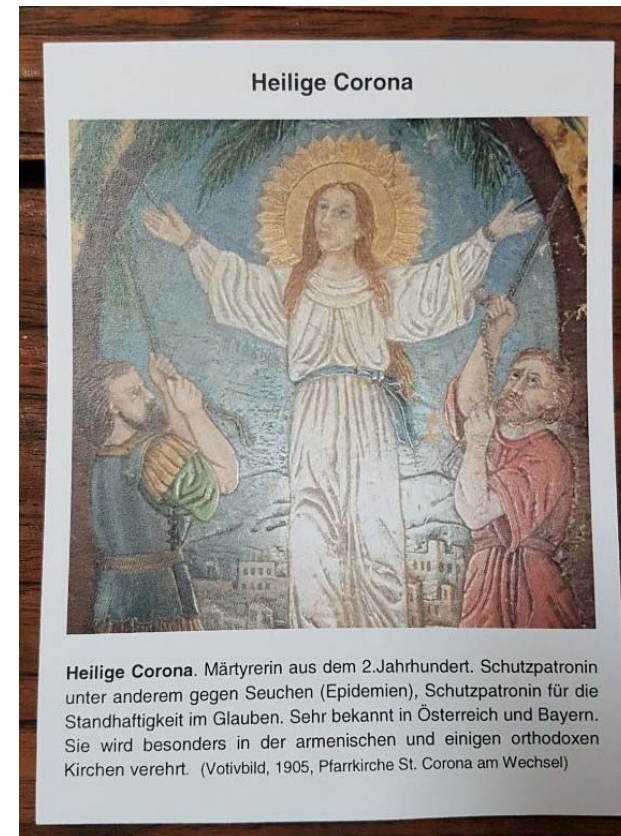 Heilige Corona
Heilige Corona. Märtyrerin aus dem 2.Jahrhundert. Schutzpatronin
unter anderem gegen Seuchen (Epidemien), Schutzpatronin für die
Standhaftigkeit im Glauben. Sehr bekannt in Österreich und Bayern.
Sie wird besonders in der armenischen und einigen orthodoxen
Kirchen verehrt. (Votivbild, 1905, Pfarrkirche St. Corona am Wechsel)